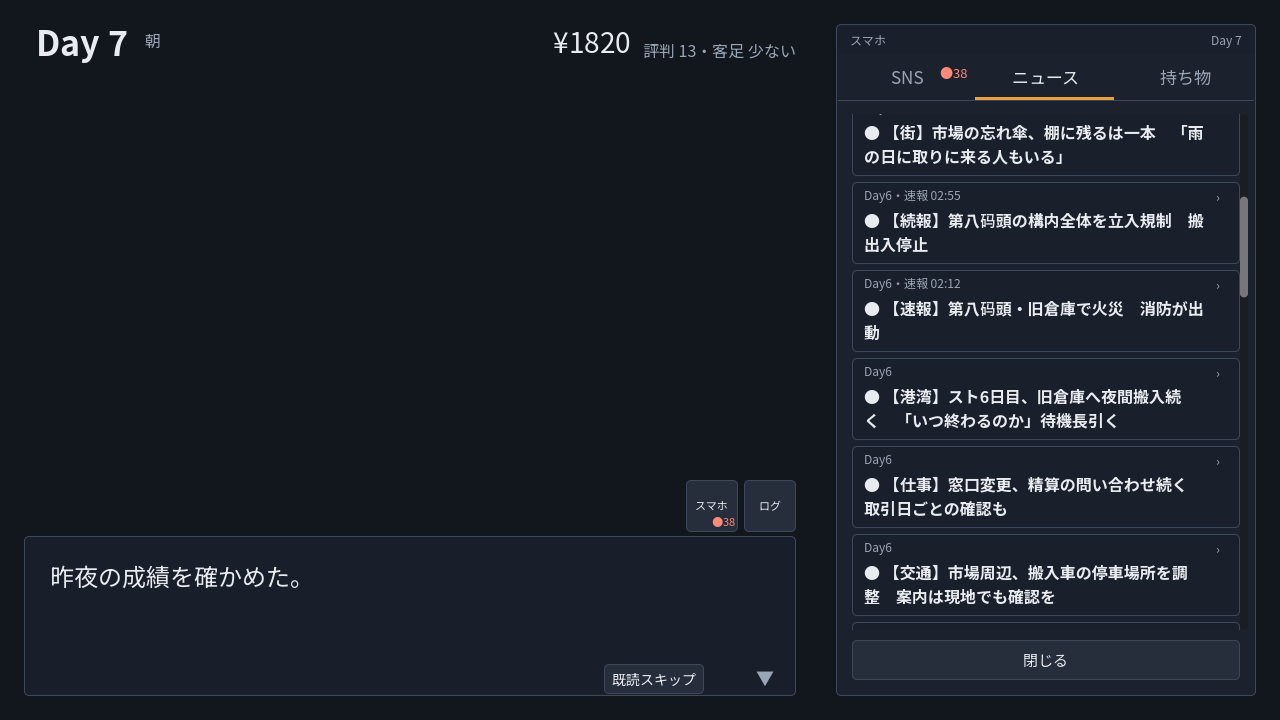 Day 7 朝
¥1820 評判 13・客足 少ない
スマホ Day 7
SNS ●38 ニュース 持ち物
● 【街】市場の忘れ傘、棚に残るは一本　「雨
の日に取りに来る人もいる」
Day6・速報 02:55 ›
● 【続報】第八码頭の構内全体を立入規制　搬
出入停止
Day6・速報 02:12 ›
● 【速報】第八码頭・旧倉庫で火災　消防が出
動
Day6 ›
● 【港湾】スト6日目、旧倉庫へ夜間搬入続
く　「いつ終わるのか」待機長引く
Day6 ›
● 【仕事】窓口変更、精算の問い合わせ続く
取引日ごとの確認も
Day6 ›
● 【交通】市場周辺、搬入車の停車場所を調
整　案内は現地でも確認を
閉じる
スマホ
●38
ログ
昨夜の成績を確かめた。
既読スキップ ▼